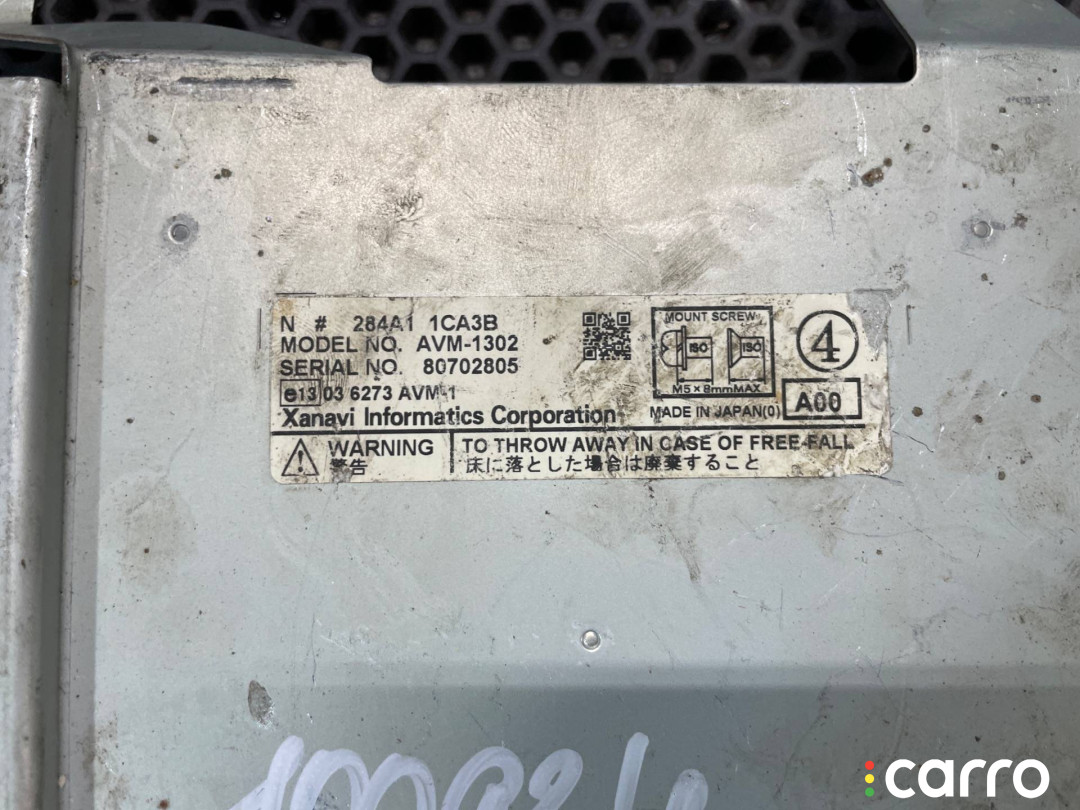 N # 284A1 1CA3B
MODEL NO. AVM-1302
SERIAL NO. 80702805
e13 03 6273 AVM-1
Xanavi Informatics Corporation
MOUNT SCREW
ISO ISO
M5×8mmMAX
MADE IN JAPAN(0)
4
A00
WARNING
警告
TO THROW AWAY IN CASE OF FREE-FALL
床に落とした場合は廃棄すること
carro